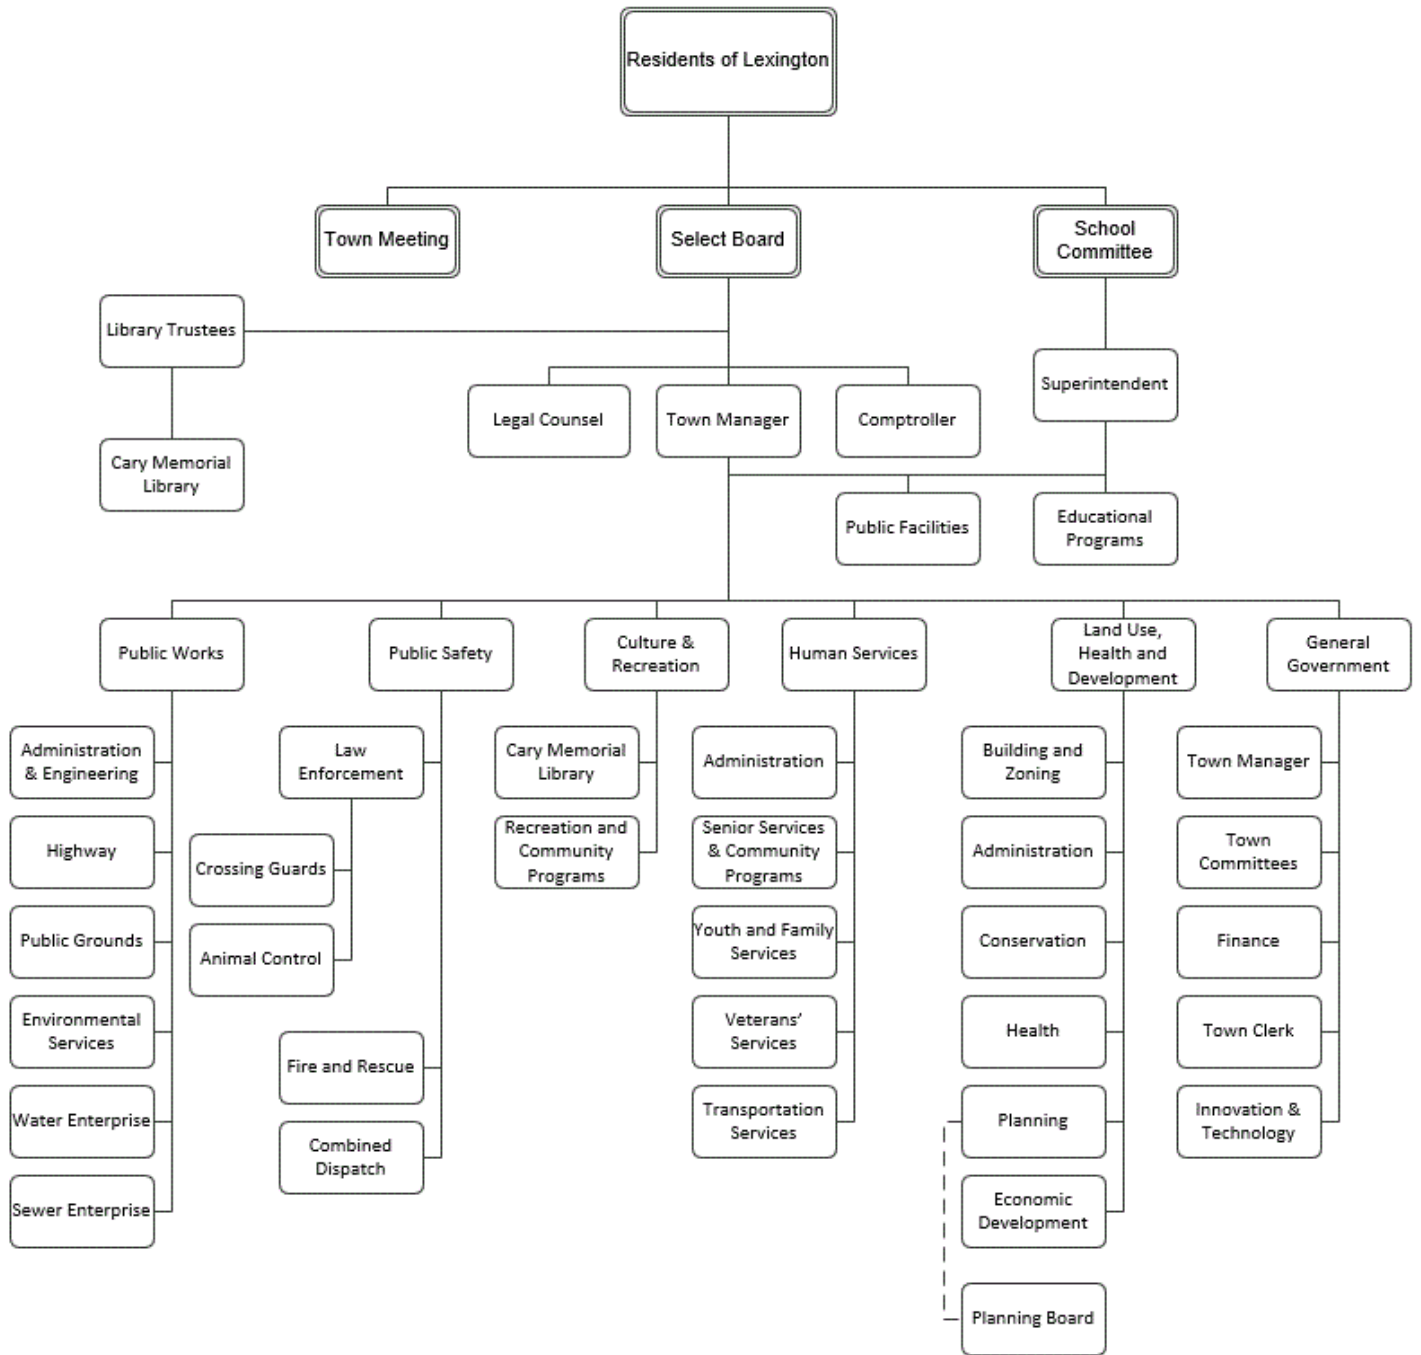 Residents of Lexington
Town Meeting
Select Board
School
Committee
Library Trustees
Superintendent
Legal Counsel
Town Manager
Comptroller
Cary Memorial
Library
Public Facilities
Educational
Programs
Public Works
Public Safety
Culture &
Recreation
Human Services
Land Use,
Health and
Development
General
Government
Administration
& Engineering
Highway
Public Grounds
Environmental
Services
Water Enterprise
Sewer Enterprise
Law
Enforcement
Crossing Guards
Animal Control
Fire and Rescue
Combined
Dispatch
Cary Memorial
Library
Recreation and
Community
Programs
Administration
Senior Services
& Community
Programs
Youth and Family
Services
Veterans’
Services
Transportation
Services
Building and
Zoning
Administration
Conservation
Health
Planning
Economic
Development
Planning Board
Town Manager
Town
Committees
Finance
Town Clerk
Innovation &
Technology